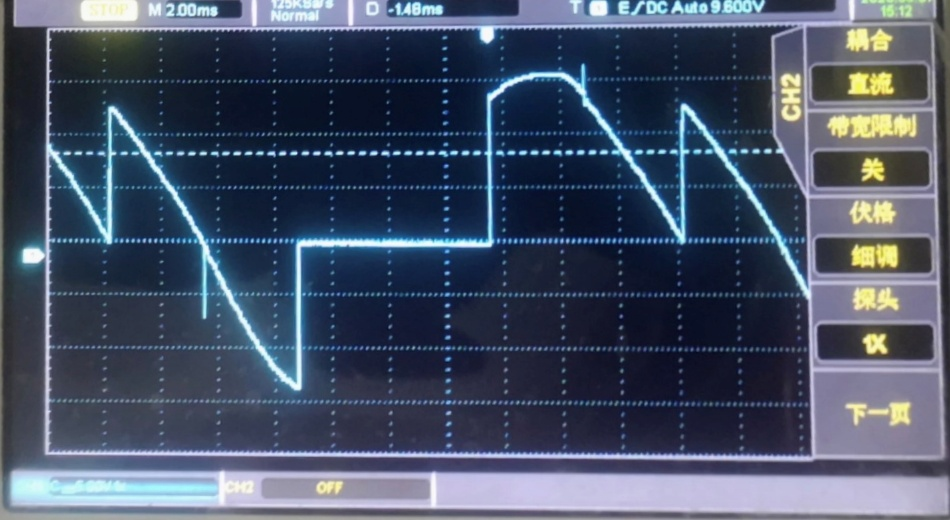 STOP M 2.00ms 125KSa/s Normal D -1.48ms T 1 E DC Auto 9.600V
15:12
耦合
CH2
直流
带宽限制
关
伏格
细调
探头
1X
下一页
CH2 OFF